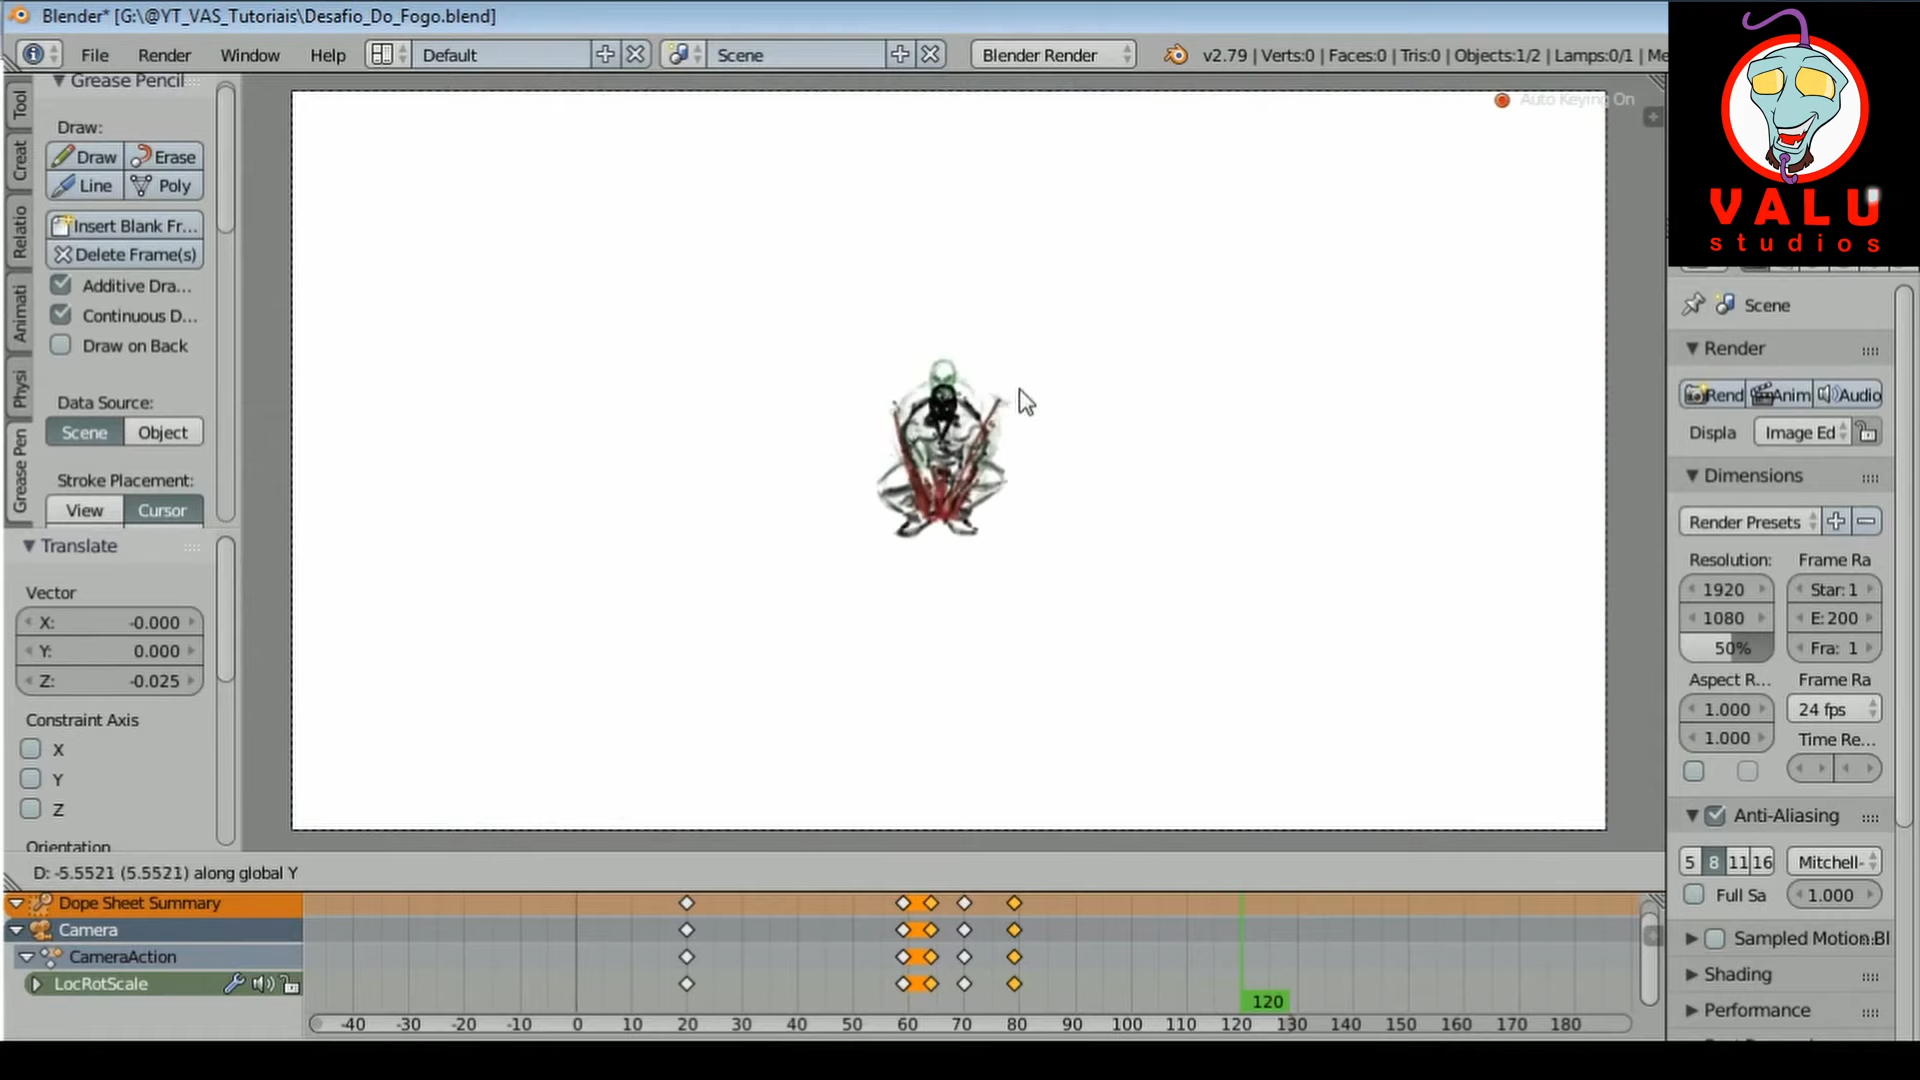 Blender* [G:\@YT_VAS_Tutoriais\Desafio_Do_Fogo.blend]
File Render Window Help Default Scene Blender Render v2.79 | Verts:0 | Faces:0 | Tris:0 | Objects:1/2 | Lamps:0/1 | Me
Auto Keying On
VALU
studios
Tool
Creat
Relatio
Animati
Physi
Grease Pen
Grease Pencil
Draw:
Draw Erase
Line Poly
Insert Blank Fr...
Delete Frame(s)
Additive Dra...
Continuous D...
Draw on Back
Data Source:
Scene Object
Stroke Placement:
View Cursor
Translate
Vector
X: -0.000
Y: 0.000
Z: -0.025
Constraint Axis
X
Y
Z
Orientation
D: -5.5521 (5.5521) along global Y
Dope Sheet Summary
Camera
CameraAction
LocRotScale
120
-40 -30 -20 -10 0 10 20 30 40 50 60 70 80 90 100 110 120 130 140 150 160 170 180
Scene
Render
Rend Anim Audio
Displa Image Ed
Dimensions
Render Presets
Resolution: Frame Ra
1920 Star: 1
1080 E: 200
50% Fra: 1
Aspect R... Frame Ra
1.000 24 fps
1.000 Time Re...
Anti-Aliasing
5 8 11 16 Mitchell-
Full Sa 1.000
Sampled Motion Bl
Shading
Performance